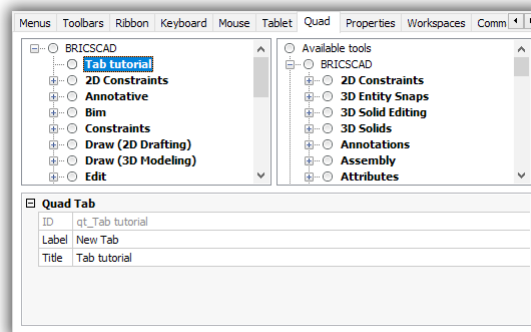 Menus Toolbars Ribbon Keyboard Mouse Tablet Quad Properties Workspaces Comm
BRICSCAD
Tab tutorial
2D Constraints
Annotative
Bim
Constraints
Draw (2D Drafting)
Draw (3D Modeling)
Edit
Available tools
BRICSCAD
2D Constraints
3D Entity Snaps
3D Solid Editing
3D Solids
Annotations
Assembly
Attributes
Quad Tab
ID qt_Tab tutorial
Label New Tab
Title Tab tutorial